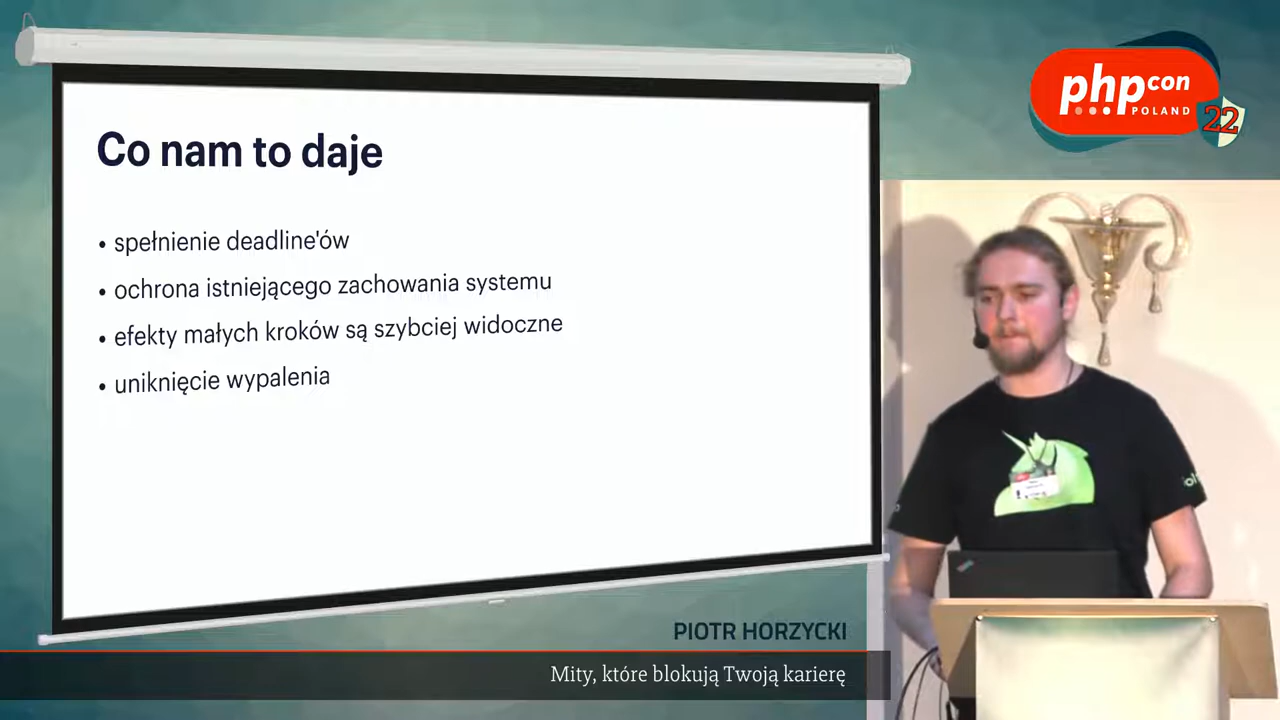 php con
POLAND
22
Co nam to daje
• spełnienie deadline'ów
• ochrona istniejącego zachowania systemu
• efekty małych kroków są szybciej widoczne
• uniknięcie wypalenia
PIOTR HORZYCKI
Mity, które blokują Twoją karierę